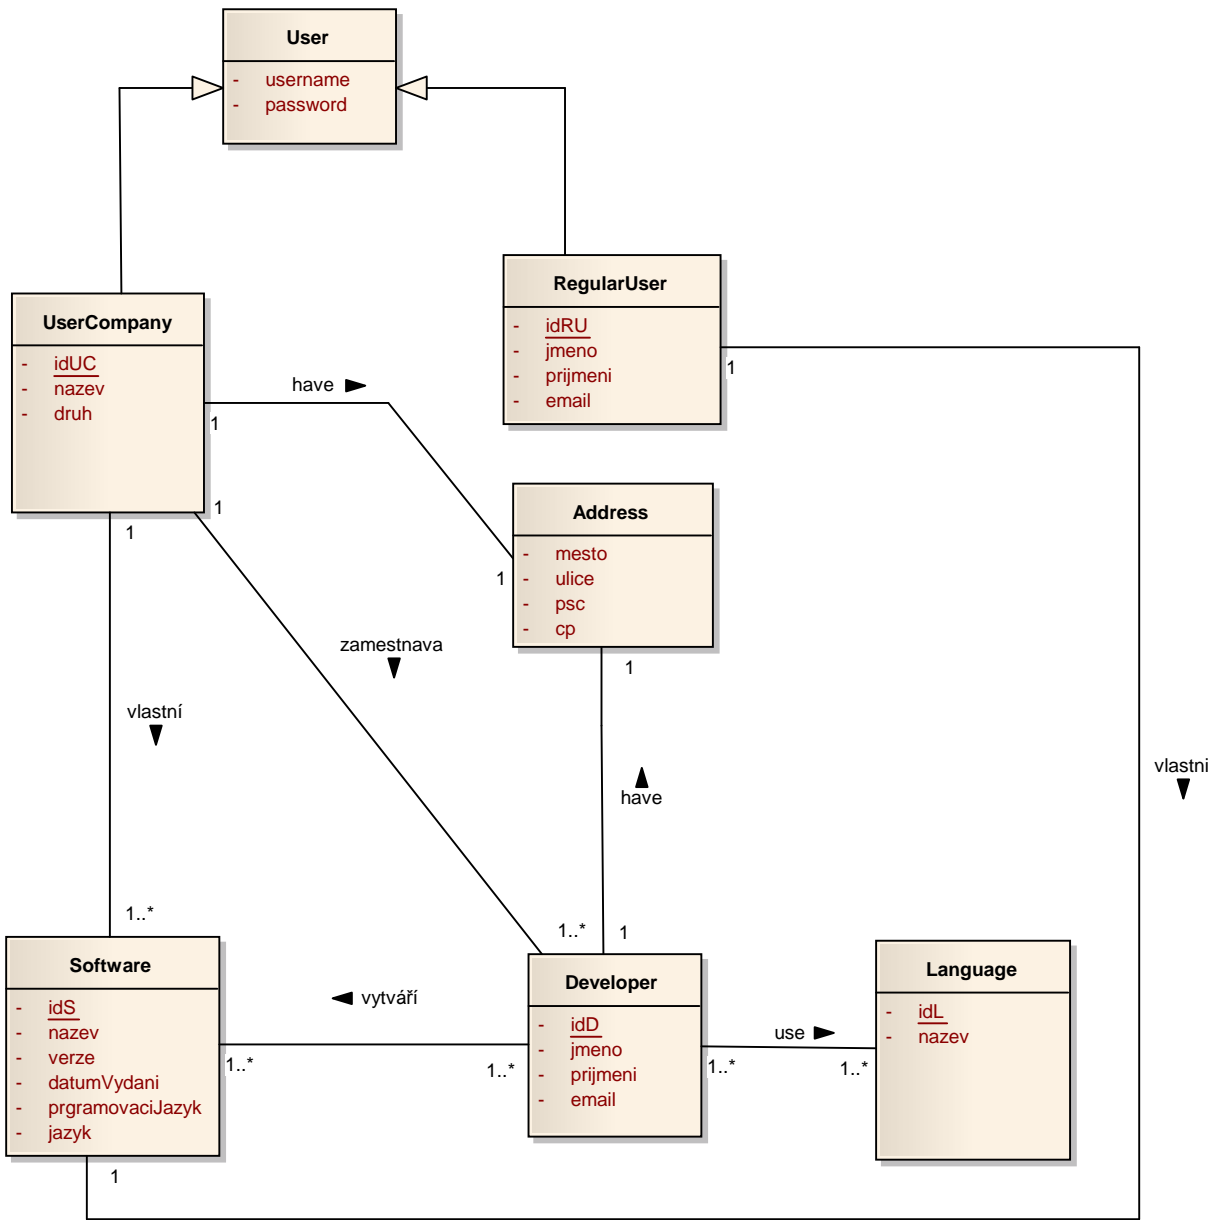 User
- username
- password
RegularUser
- idRU
- jmeno
- prijmeni
- email
1
UserCompany
- idUC
- nazev
- druh
have
1
1
1
Address
- mesto
- ulice
- psc
- cp
1
1
zamestnava
vlastní
have
vlastni
1..*
1..*
1
Software
- idS
- nazev
- verze
- datumVydani
- prgramovaciJazyk
- jazyk
1
vytváří
1..*
1..*
Developer
- idD
- jmeno
- prijmeni
- email
use
1..*
1..*
Language
- idL
- nazev